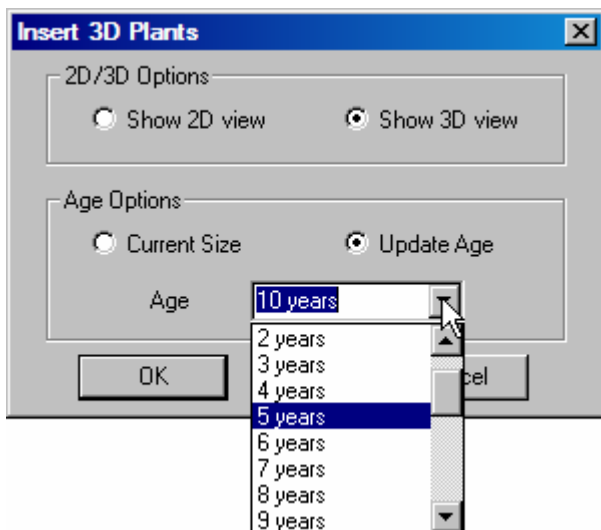 Insert 3D Plants
2D/3D Options
Show 2D view Show 3D view
Age Options
Current Size Update Age
Age 10 years
2 years
3 years
4 years
OK cel
5 years
6 years
7 years
8 years
9 years